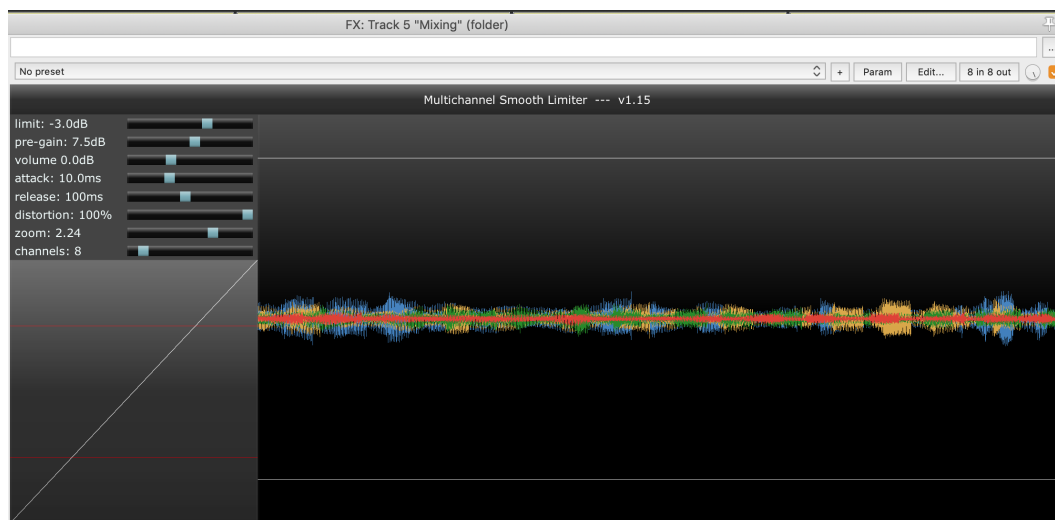 FX: Track 5 "Mixing" (folder)
...
No preset + Param Edit... 8 in 8 out
Multichannel Smooth Limiter --- v1.15
limit: -3.0dB
pre-gain: 7.5dB
volume 0.0dB
attack: 10.0ms
release: 100ms
distortion: 100%
zoom: 2.24
channels: 8